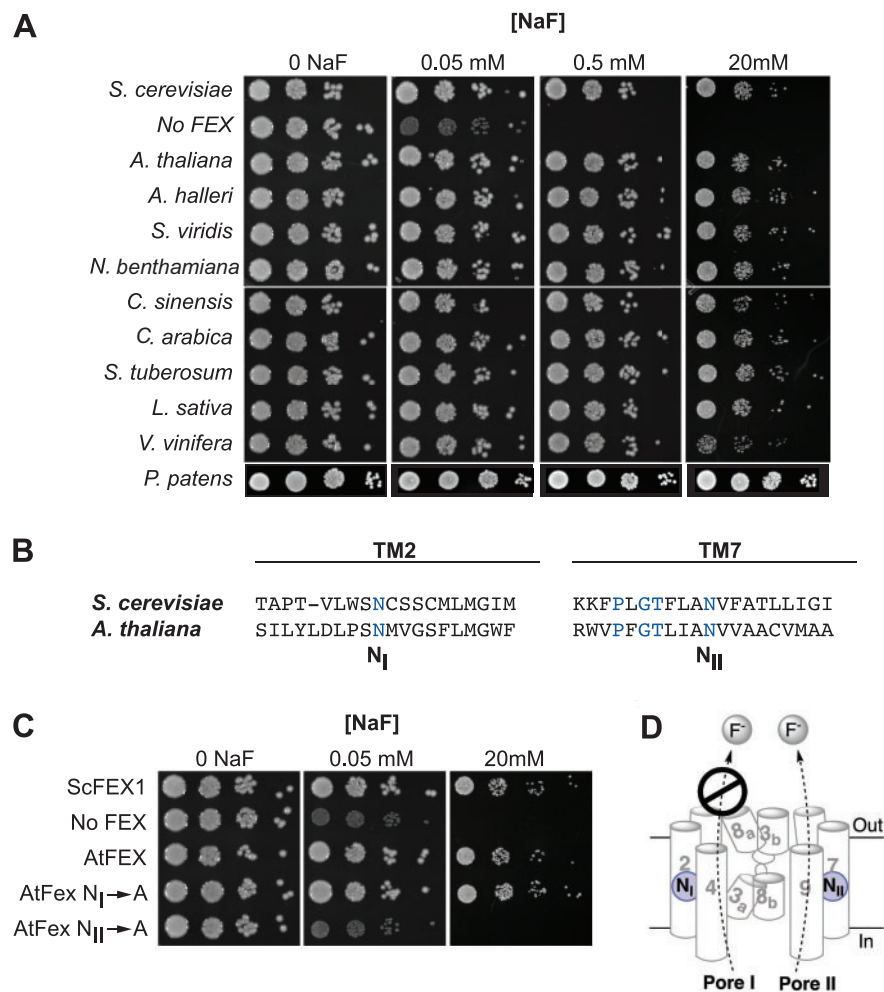 A
[NaF]
0 NaF 0.05 mM 0.5 mM 20mM
S. cerevisiae
No FEX
A. thaliana
A. halleri
S. viridis
N. benthamiana
C. sinensis
C. arabica
S. tuberosum
L. sativa
V. vinifera
P. patens
B
TM2 TM7
S. cerevisiae TAPT-VLWSNCSSCMLMGIM KKFPLGTFLANVFATLLIGI
A. thaliana SILYLDLPSNMVGSFLMGWF RWVPFGTLIANVVAACVMAA
NI NII
C
[NaF]
0 NaF 0.05 mM 20mM
ScFEX1
No FEX
AtFEX
AtFex NI→A
AtFex NII→A
D
F- F-
8a 3b Out
2 7
NI 4 9 NII
3a 8b
In
Pore I Pore II